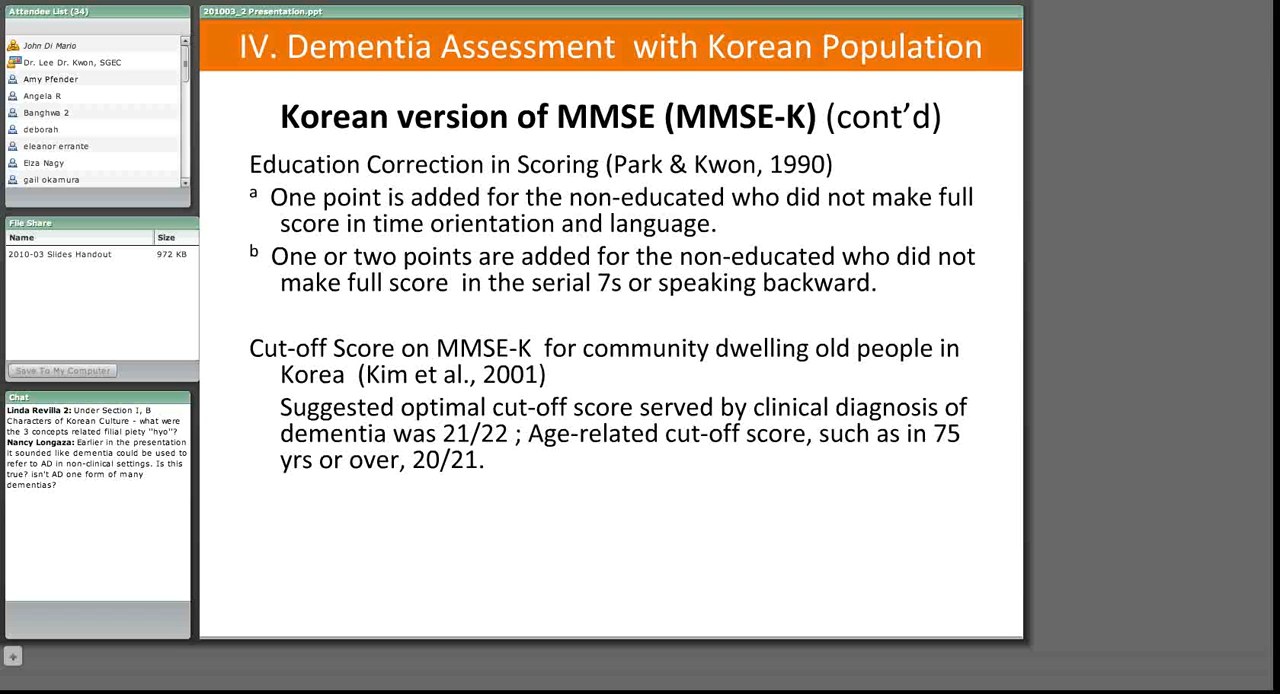 Attendee List (34)
John Di Mario
Dr. Lee Dr. Kwon, SGEC
Amy Pfender
Angela R
Banghwa 2
deborah
eleanor errante
Elza Nagy
gail okamura
File Share
Name Size
2010-03 Slides Handout 972 KB
Save To My Computer
Chat
Linda Revilla 2: Under Section I, B
Characters of Korean Culture - what were
the 3 concepts related filial piety "hyo"?
Nancy Longaza: Earlier in the presentation
it sounded like dementia could be used to
refer to AD in non-clinical settings. Is this
true? isn't AD one form of many
dementias?
201003_2 Presentation.ppt
IV. Dementia Assessment with Korean Population
Korean version of MMSE (MMSE-K) (cont’d)
Education Correction in Scoring (Park & Kwon, 1990)
a One point is added for the non-educated who did not make full
score in time orientation and language.
b One or two points are added for the non-educated who did not
make full score in the serial 7s or speaking backward.
Cut-off Score on MMSE-K for community dwelling old people in
Korea (Kim et al., 2001)
Suggested optimal cut-off score served by clinical diagnosis of
dementia was 21/22 ; Age-related cut-off score, such as in 75
yrs or over, 20/21.